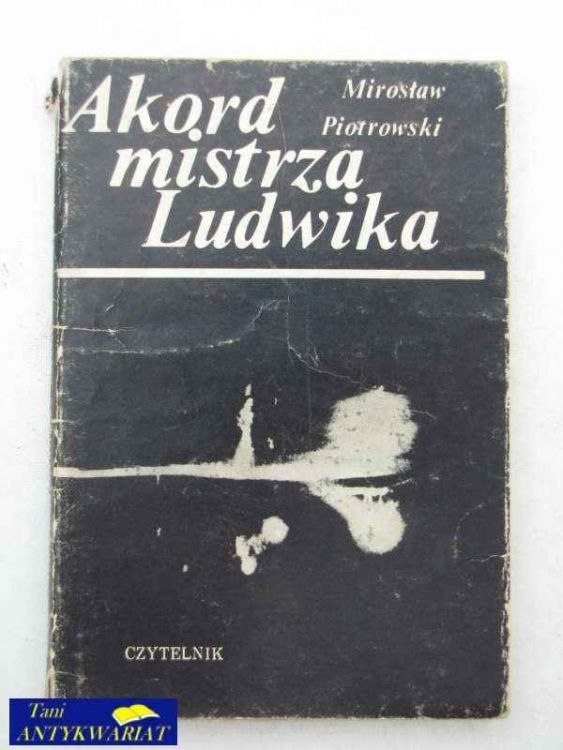 Akord
mistrza
Ludwika
Mirosław
Piotrowski
CZYTELNIK
Tani
ANTYKWARIAT